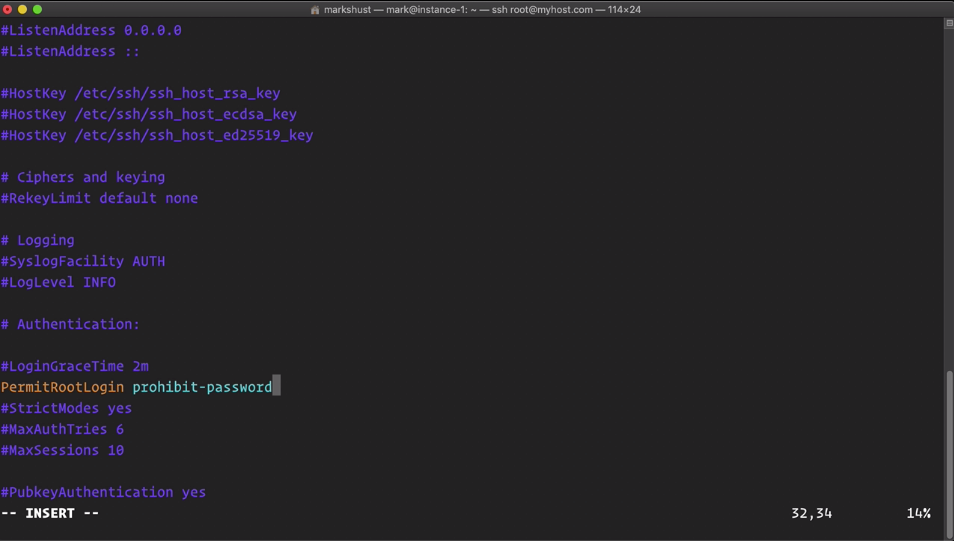 markshust — mark@instance-1: ~ — ssh root@myhost.com — 114×24
#ListenAddress 0.0.0.0
#ListenAddress ::
#HostKey /etc/ssh/ssh_host_rsa_key
#HostKey /etc/ssh/ssh_host_ecdsa_key
#HostKey /etc/ssh/ssh_host_ed25519_key
# Ciphers and keying
#RekeyLimit default none
# Logging
#SyslogFacility AUTH
#LogLevel INFO
# Authentication:
#LoginGraceTime 2m
PermitRootLogin prohibit-password
#StrictModes yes
#MaxAuthTries 6
#MaxSessions 10
#PubkeyAuthentication yes
-- INSERT -- 32,34 14%